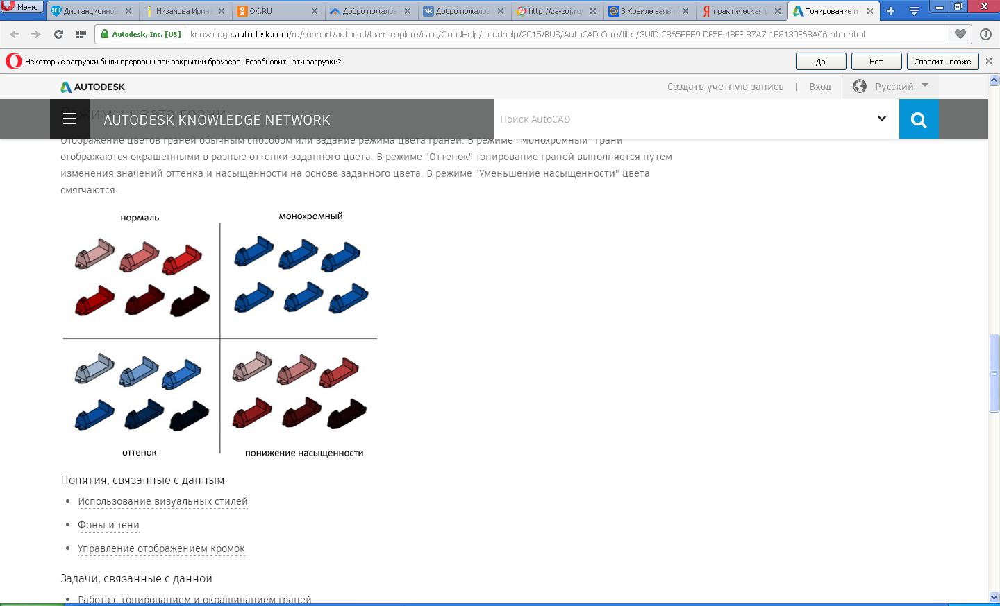 Меню
Дистанционное
Низамова Ирина
OK.RU
Добро пожалов
Добро пожалов
http://za-zoj.ru/
В Кремле заяви
практическая р
Тонирование и
Autodesk, Inc. [US]
knowledge.autodesk.com/ru/support/autocad/learn-explore/caas/CloudHelp/cloudhelp/2015/RUS/AutoCAD-Core/files/GUID-C865EEE9-DF5E-4BFF-87A7-1E8130F68AC6-htm.html
Некоторые загрузки были прерваны при закрытии браузера. Возобновить эти загрузки?
Да
Нет
Спросить позже
AUTODESK.
Создать учетную запись | Вход
Русский
Режимы цвета грани
AUTODESK KNOWLEDGE NETWORK
Поиск AutoCAD
Отображение цветов граней обычным способом или задание режима цвета граней. В режиме "Монохромный" грани
отображаются окрашенными в разные оттенки заданного цвета. В режиме "Оттенок" тонирование граней выполняется путем
изменения значений оттенка и насыщенности на основе заданного цвета. В режиме "Уменьшение насыщенности" цвета
смягчаются.
нормаль
монохромный
оттенок
понижение насыщенности
Понятия, связанные с данным
Использование визуальных стилей
Фоны и тени
Управление отображением кромок
Задачи, связанные с данной
Работа с тонированием и окрашиванием граней